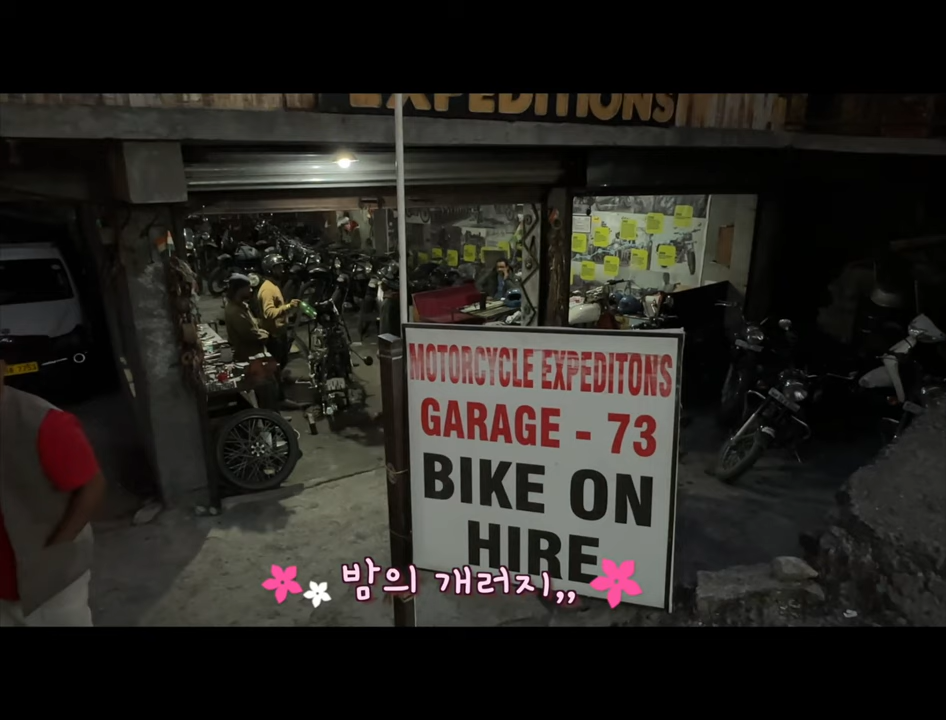 EXPEDITIONS
MOTORCYCLE EXPEDITONS
GARAGE - 73
BIKE ON
HIRE
밤의 개러지,,